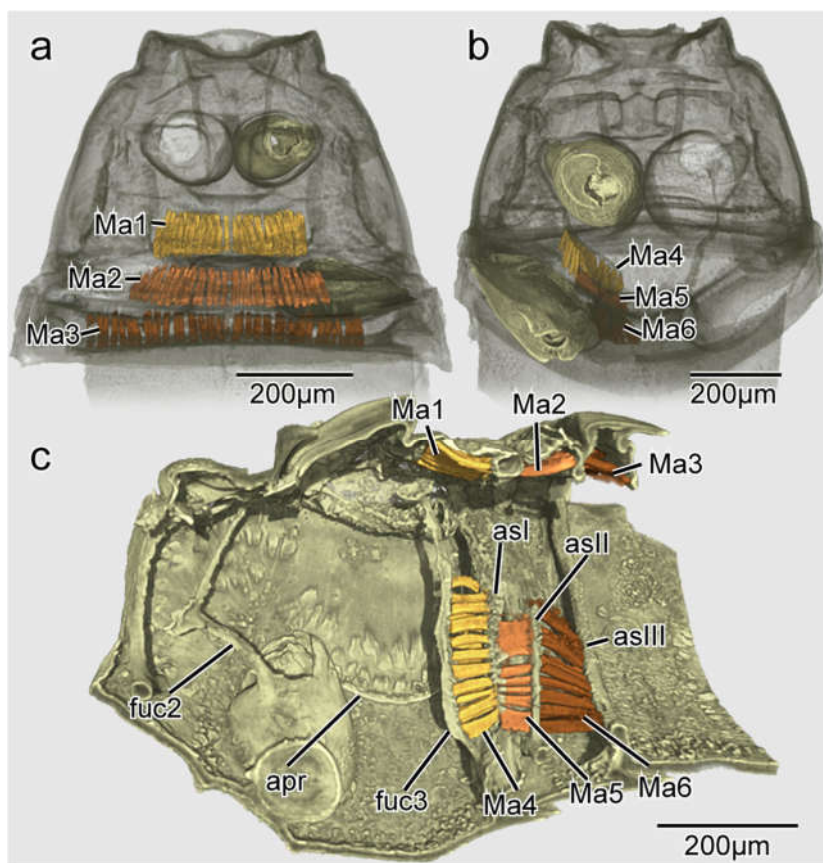 a
Ma1
Ma2
Ma3
200µm
b
Ma4
Ma5
Ma6
200µm
c
Ma1
Ma2
Ma3
asI
asII
asIII
fuc2
apr
fuc3
Ma4
Ma5
Ma6
200µm